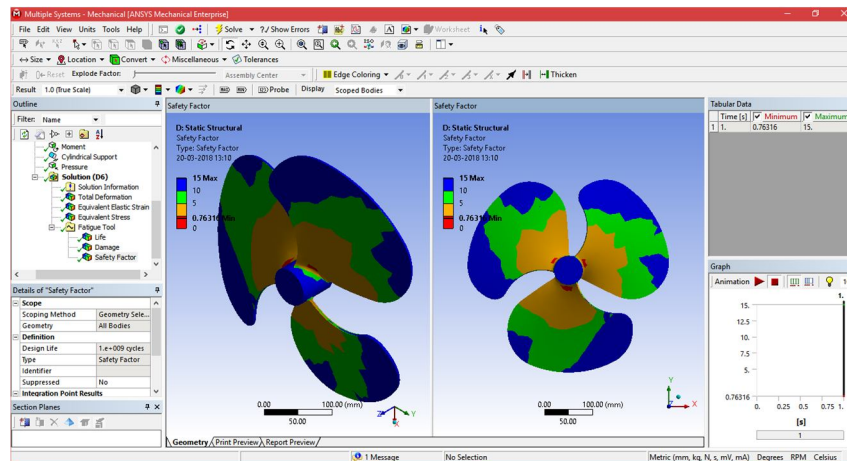 Multiple Systems - Mechanical [ANSYS Mechanical Enterprise]
File Edit View Units Tools Help Solve ?/ Show Errors Worksheet
Size Location Convert Miscellaneous Tolerances
Reset Explode Factor: Assembly Center Edge Coloring Thicken
Result 1.0 (True Scale) Probe Display Scoped Bodies
Outline
Filter: Name
Moment
Cylindrical Support
Pressure
Solution (D6)
Solution Information
Total Deformation
Equivalent Elastic Strain
Equivalent Stress
Fatigue Tool
Life
Damage
Safety Factor
Details of "Safety Factor"
Scope
Scoping Method Geometry Sele...
Geometry All Bodies
Definition
Design Life 1.e+009 cycles
Type Safety Factor
Identifier
Suppressed No
Integration Point Results
Section Planes
Safety Factor
D: Static Structural
Safety Factor
Type: Safety Factor
20-03-2018 13:10
15 Max
10
5
0.76316 Min
0
0.00 100.00 (mm)
50.00
Z Y X
Safety Factor
D: Static Structural
Safety Factor
Type: Safety Factor
20-03-2018 13:10
15 Max
10
5
0.76316 Min
0
0.00 100.00 (mm)
50.00
Y
Z X
Geometry Print Preview Report Preview
Tabular Data
Time [s] Minimum Maximum
1 1. 0.76316 15.
Graph
Animation
1.
15.
12.5
10.
7.5
5.
0.76316
0. 0.25 0.5 0.75 1.
[s]
1
1 Message No Selection Metric (mm, kg, N, s, mV, mA) Degrees RPM Celsius